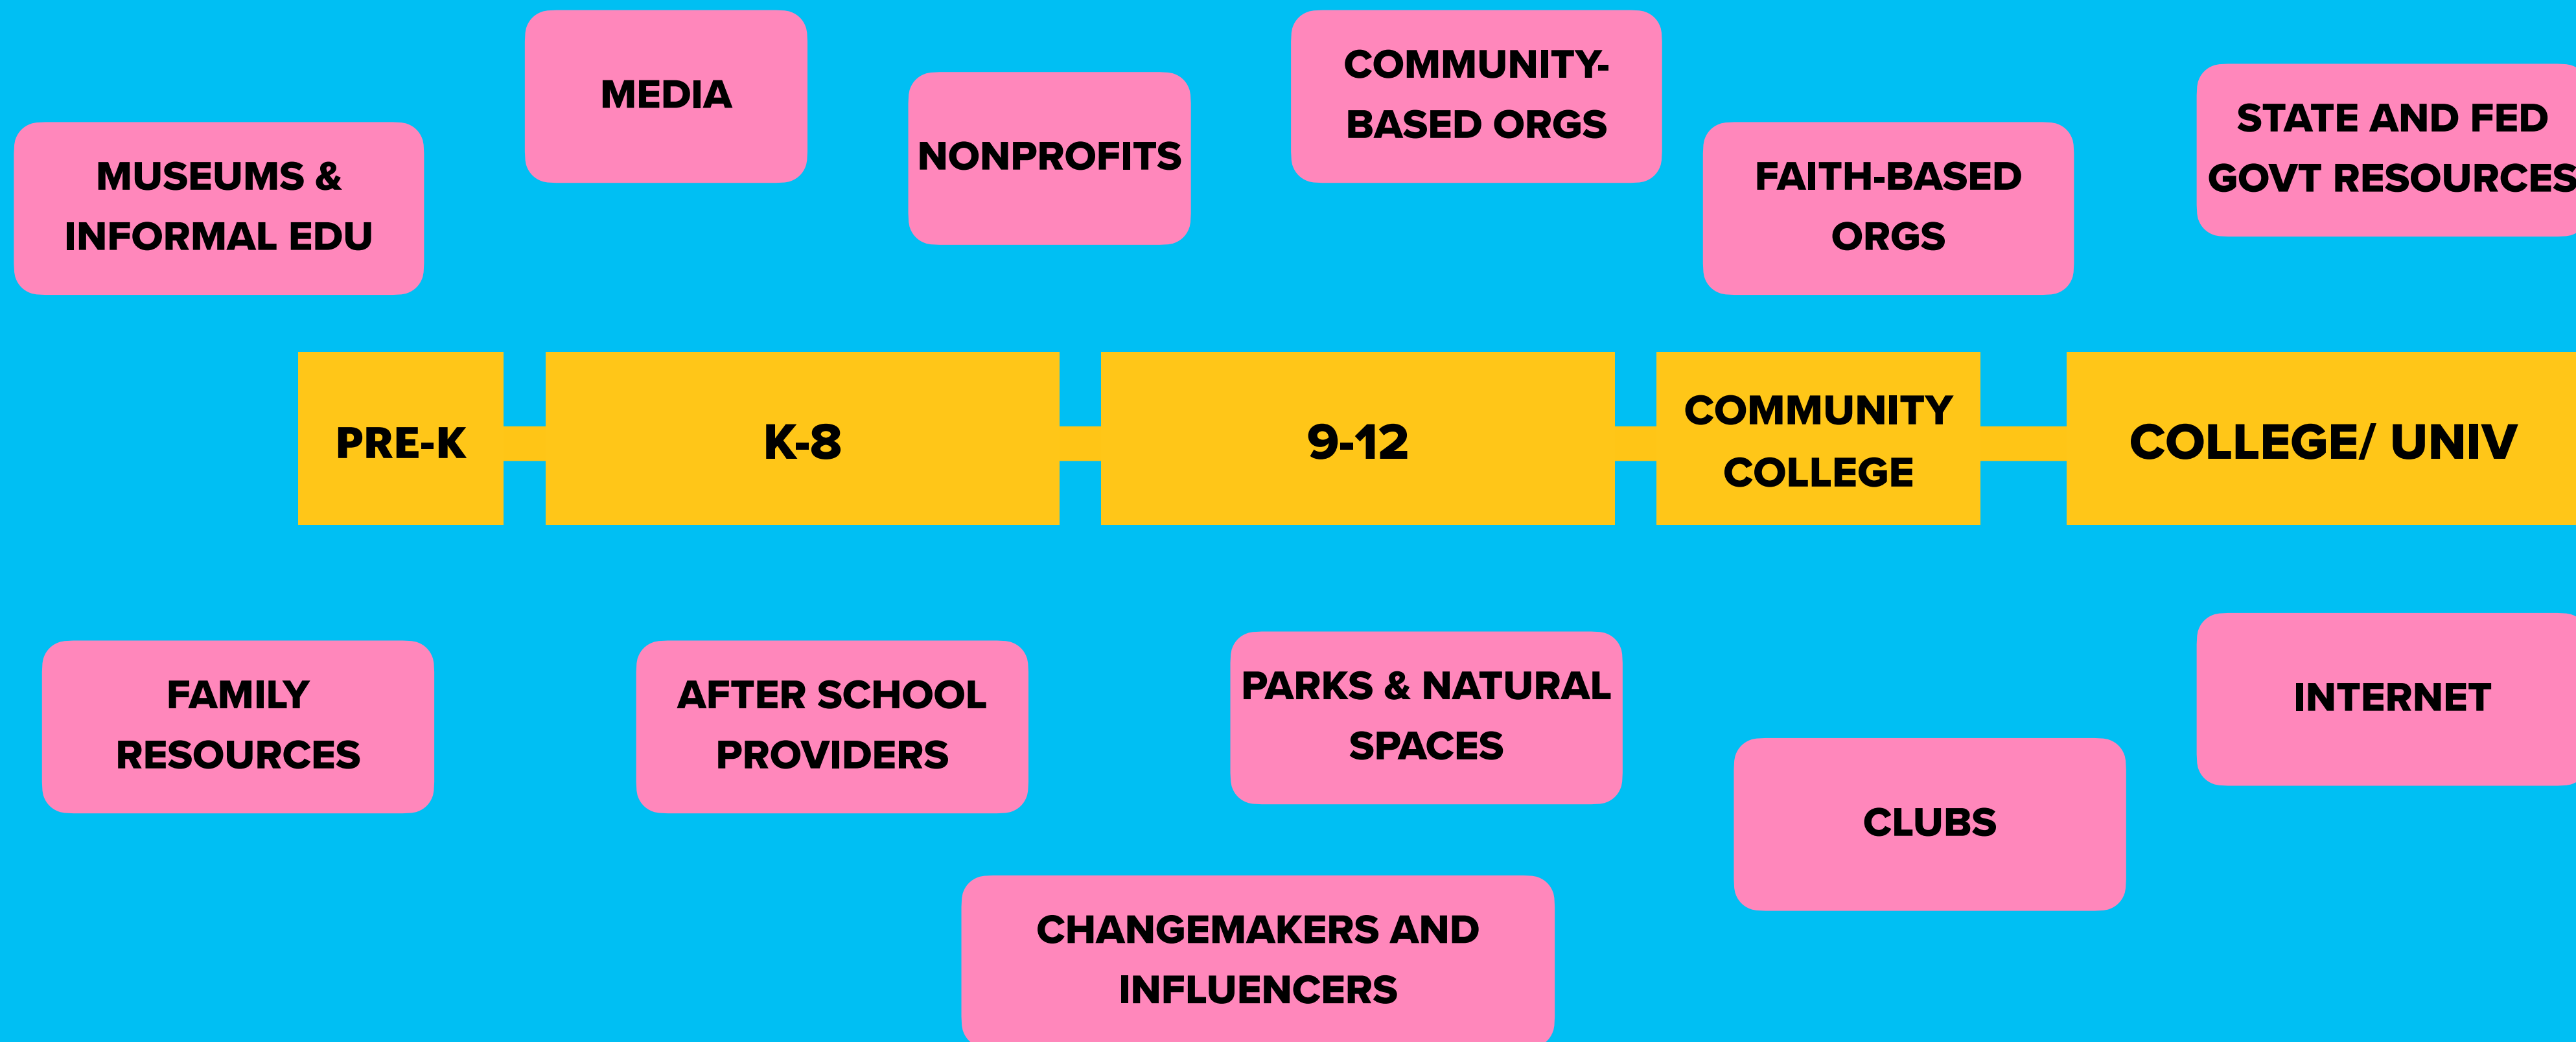 MEDIA
COMMUNITY-
BASED ORGS
NONPROFITS
STATE AND FED
GOVT RESOURCES
MUSEUMS &
INFORMAL EDU
FAITH-BASED
ORGS
PRE-K
K-8
9-12
COMMUNITY
COLLEGE
COLLEGE/ UNIV
FAMILY
RESOURCES
AFTER SCHOOL
PROVIDERS
PARKS & NATURAL
SPACES
INTERNET
CLUBS
CHANGEMAKERS AND
INFLUENCERS